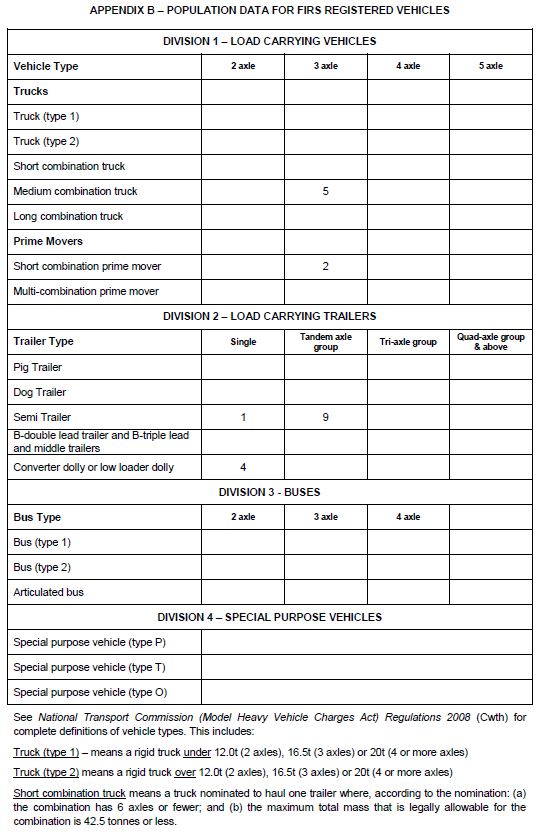 APPENDIX B – POPULATION DATA FOR FIRS REGISTERED VEHICLES
DIVISION 1 – LOAD CARRYING VEHICLES
Vehicle Type 2 axle 3 axle 4 axle 5 axle
Trucks
Truck (type 1)
Truck (type 2)
Short combination truck
Medium combination truck 5
Long combination truck
Prime Movers
Short combination prime mover 2
Multi-combination prime mover
DIVISION 2 – LOAD CARRYING TRAILERS
Trailer Type Single Tandem axle group Tri-axle group Quad-axle group & above
Pig Trailer
Dog Trailer
Semi Trailer 1 9
B-double lead trailer and B-triple lead
and middle trailers
Converter dolly or low loader dolly 4
DIVISION 3 - BUSES
Bus Type 2 axle 3 axle 4 axle
Bus (type 1)
Bus (type 2)
Articulated bus
DIVISION 4 – SPECIAL PURPOSE VEHICLES
Special purpose vehicle (type P)
Special purpose vehicle (type T)
Special purpose vehicle (type O)
See National Transport Commission (Model Heavy Vehicle Charges Act) Regulations 2008 (Cwth) for
complete definitions of vehicle types. This includes:
Truck (type 1) – means a rigid truck under 12.0t (2 axles), 16.5t (3 axles) or 20t (4 or more axles)
Truck (type 2) means a rigid truck over 12.0t (2 axles), 16.5t (3 axles) or 20t (4 or more axles)
Short combination truck means a truck nominated to haul one trailer where, according to the nomination: (a)
the combination has 6 axles or fewer; and (b) the maximum total mass that is legally allowable for the
combination is 42.5 tonnes or less.